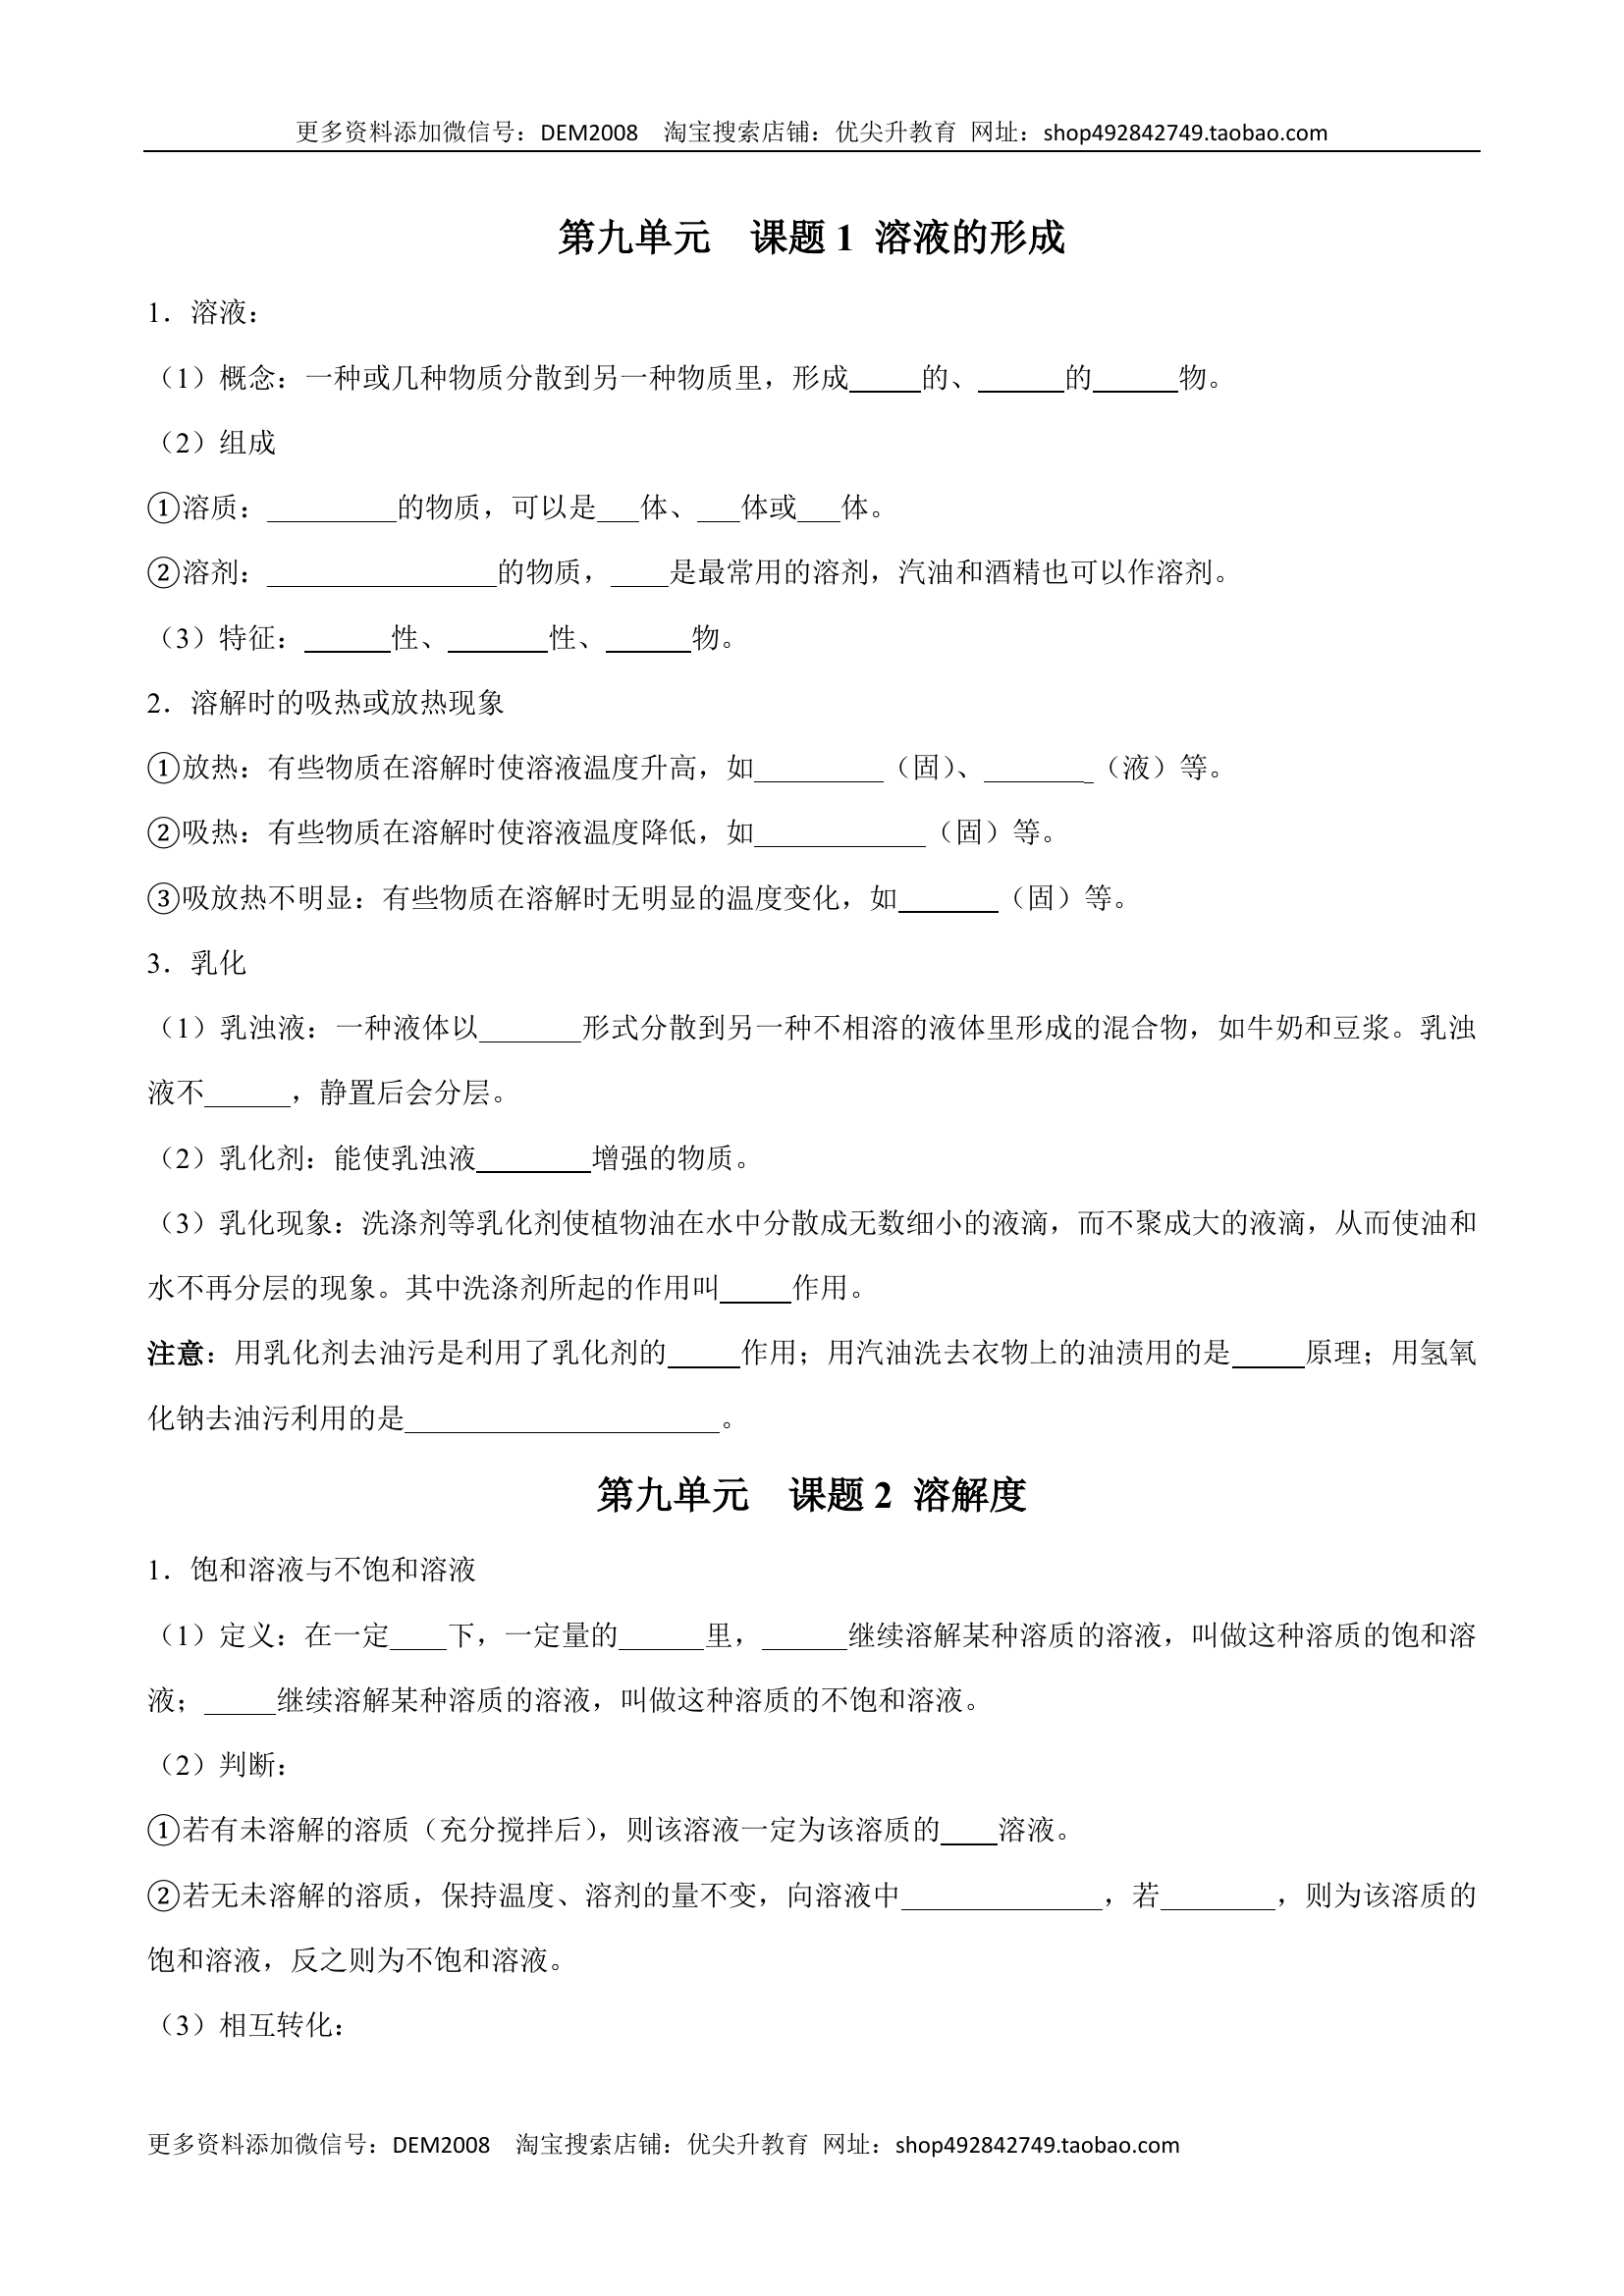 更多资料添加微信号：DEM2008  淘宝搜索店铺：优尖升教育 网址：shop492842749.taobao.com
第九单元  课题1 溶液的形成
1．溶液：
（1）概念：一种或几种物质分散到另一种物质里，形成_____的、______的______物。
（2）组成
①溶质：_________的物质，可以是___体、___体或___体。
②溶剂：________________的物质，____是最常用的溶剂，汽油和酒精也可以作溶剂。
（3）特征：______性、_______性、______物。
2．溶解时的吸热或放热现象
①放热：有些物质在溶解时使溶液温度升高，如_________（固）、________（液）等。
②吸热：有些物质在溶解时使溶液温度降低，如____________（固）等。
③吸放热不明显：有些物质在溶解时无明显的温度变化，如_______（固）等。
3．乳化
（1）乳浊液：一种液体以_______形式分散到另一种不相溶的液体里形成的混合物，如牛奶和豆浆。乳浊
液不______，静置后会分层。
（2）乳化剂：能使乳浊液________增强的物质。
（3）乳化现象：洗涤剂等乳化剂使植物油在水中分散成无数细小的液滴，而不聚成大的液滴，从而使油和
水不再分层的现象。其中洗涤剂所起的作用叫_____作用。
注意：用乳化剂去油污是利用了乳化剂的_____作用；用汽油洗去衣物上的油渍用的是_____原理；用氢氧
化钠去油污利用的是______________________。
第九单元  课题2 溶解度
1．饱和溶液与不饱和溶液
（1）定义：在一定____下，一定量的______里，______继续溶解某种溶质的溶液，叫做这种溶质的饱和溶
液；_____继续溶解某种溶质的溶液，叫做这种溶质的不饱和溶液。
（2）判断：
①若有未溶解的溶质（充分搅拌后），则该溶液一定为该溶质的____溶液。
②若无未溶解的溶质，保持温度、溶剂的量不变，向溶液中______________，若________，则为该溶质的
饱和溶液，反之则为不饱和溶液。
（3）相互转化：
更多资料添加微信号：DEM2008  淘宝搜索店铺：优尖升教育 网址：shop492842749.taobao.com